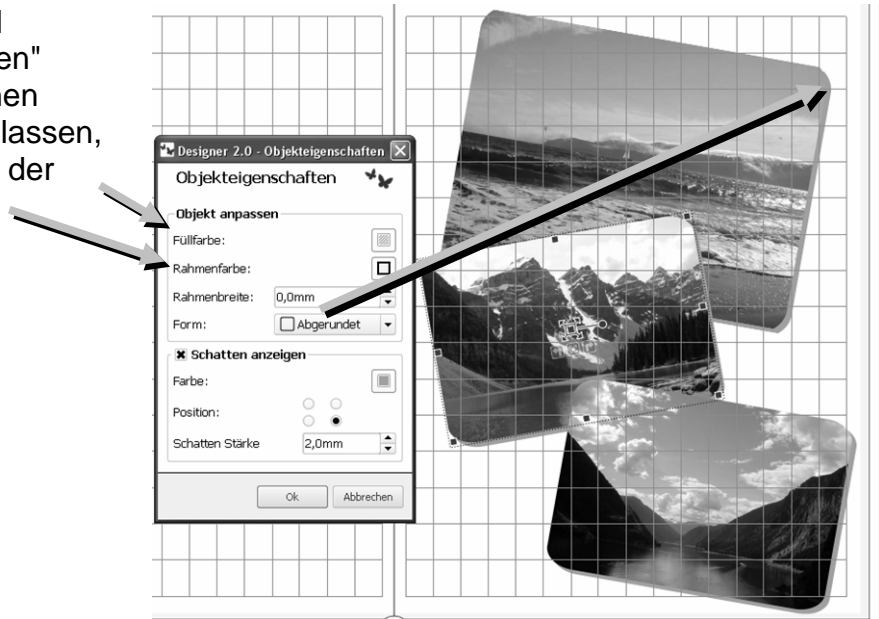 en"
nen
lassen,
der
Designer 2.0 - Objekteigenschaften
Objekteigenschaften
Objekt anpassen
Füllfarbe:
Rahmenfarbe:
Rahmenbreite: 0,0mm
Form: Abgerundet
Schatten anzeigen
Farbe:
Position:
Schatten Stärke 2,0mm
Ok Abbrechen